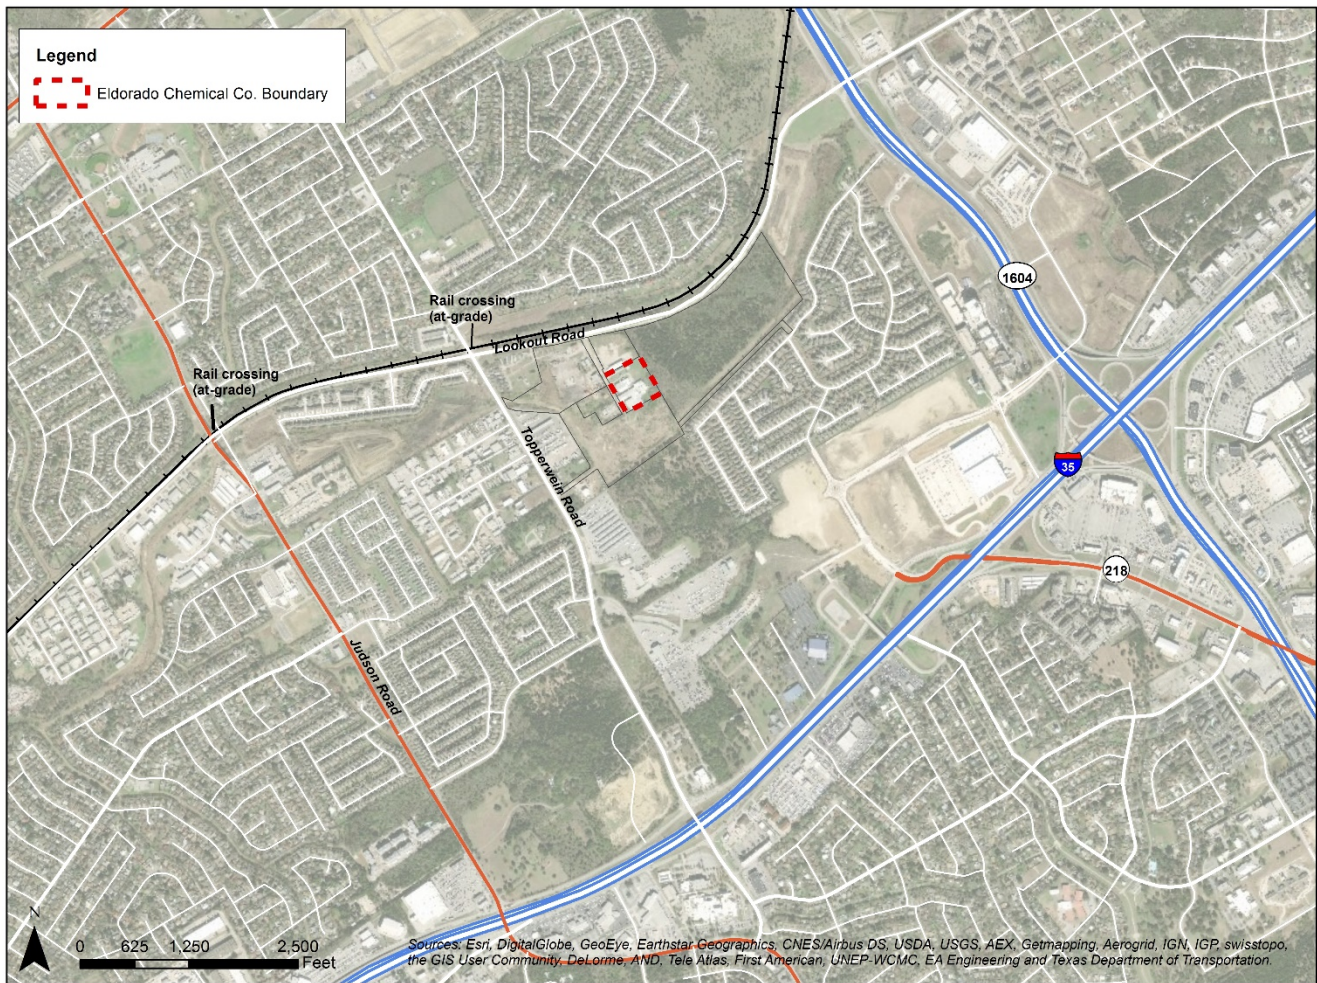 Legend
Eldorado Chemical Co. Boundary
1604
Rail crossing
(at-grade)
Lookout Road
Rail crossing
(at-grade)
Topperwein Road
35
218
Judson Road
N
0 625 1,250 2,500
Feet
Sources: Esri, DigitalGlobe, GeoEye, Earthstar Geographics, CNES/Airbus DS, USDA, USGS, AEX, Getmapping, Aerogrid, IGN, IGP, swisstopo,
the GIS User Community, DeLorme, AND, Tele Atlas, First American, UNEP-WCMC, EA Engineering and Texas Department of Transportation.